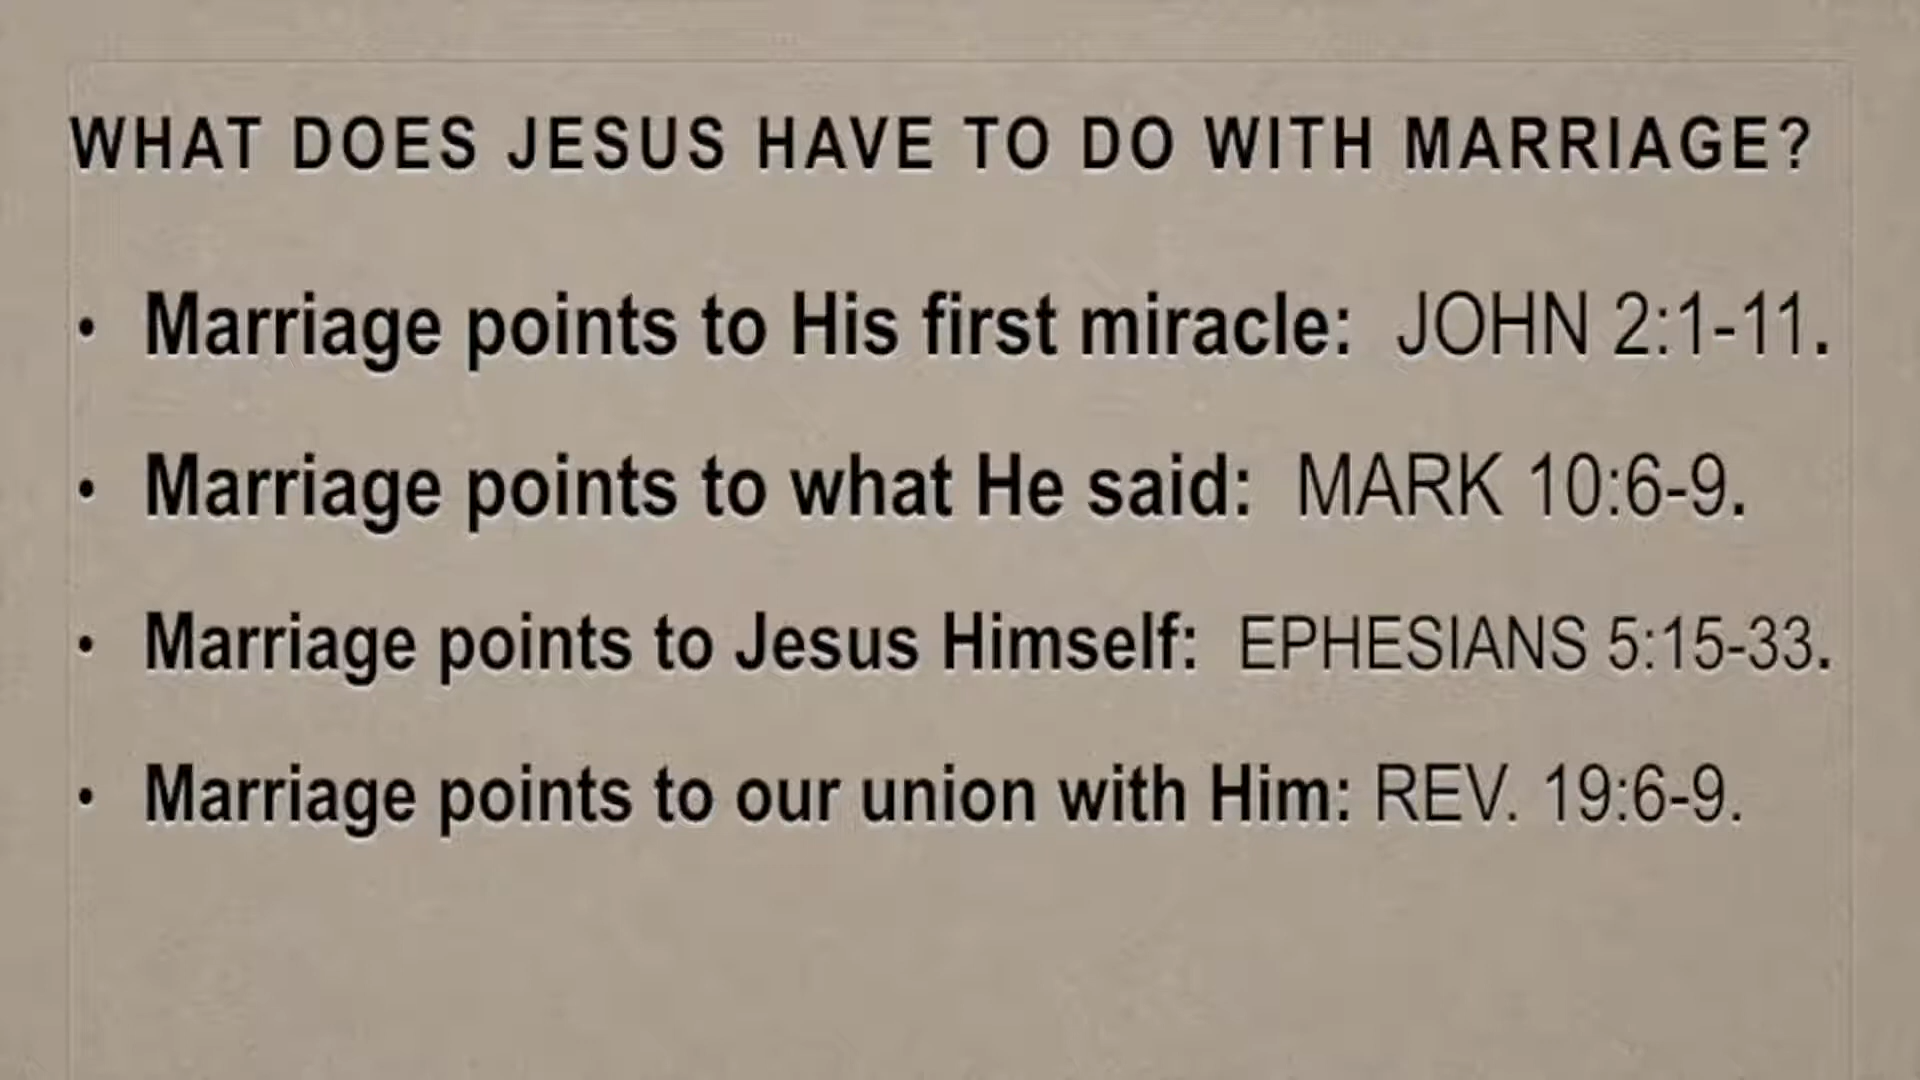 WHAT DOES JESUS HAVE TO DO WITH MARRIAGE?
• Marriage points to His first miracle: JOHN 2:1-11.
• Marriage points to what He said: MARK 10:6-9.
• Marriage points to Jesus Himself: EPHESIANS 5:15-33.
• Marriage points to our union with Him: REV. 19:6-9.